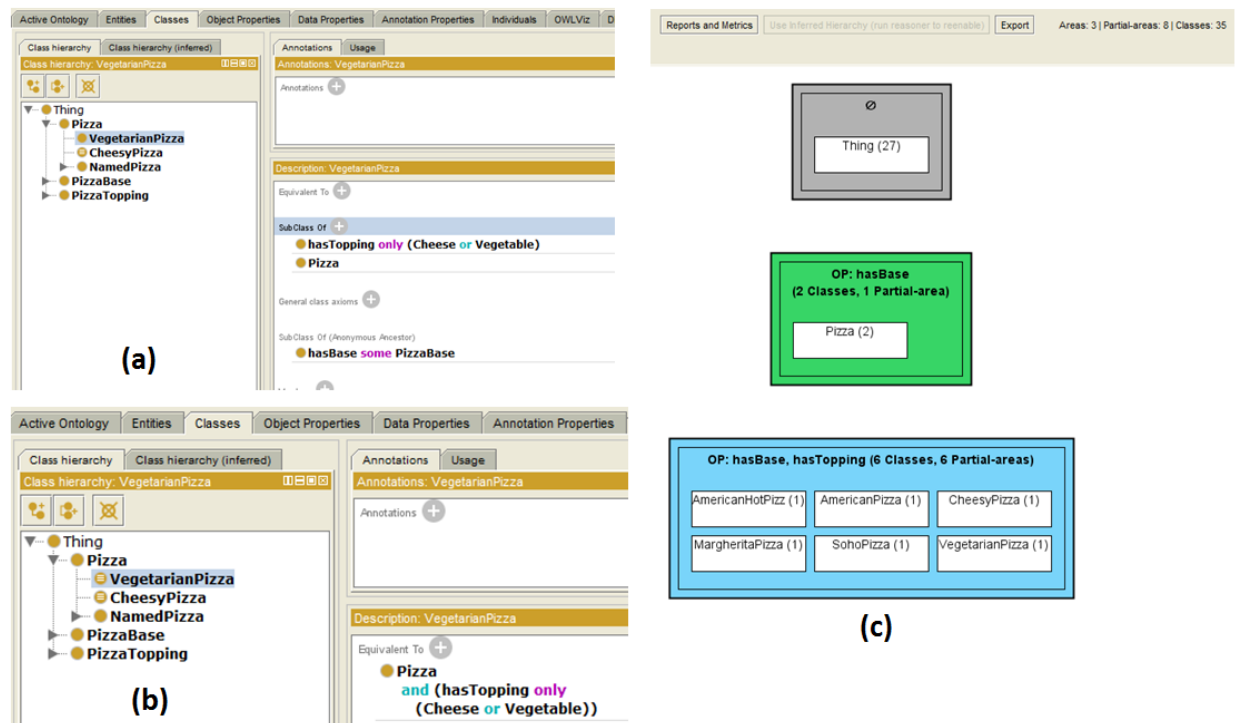 Active Ontology Entities Classes Object Properties Data Properties Annotation Properties Individuals OWLViz D
Class hierarchy Class hierarchy (inferred)
Class hierarchy: VegetarianPizza
Thing
Pizza
VegetarianPizza
CheesyPizza
NamedPizza
PizzaBase
PizzaTopping
(a)
Annotations Usage
Annotations: VegetarianPizza
Annotations
Description: VegetarianPizza
Equivalent To
SubClass Of
hasTopping only (Cheese or Vegetable)
Pizza
General class axioms
SubClass Of (Anonymous Ancestor)
hasBase some PizzaBase
Active Ontology Entities Classes Object Properties Data Properties Annotation Properties
Class hierarchy Class hierarchy (inferred)
Class hierarchy: VegetarianPizza
Thing
Pizza
VegetarianPizza
CheesyPizza
NamedPizza
PizzaBase
PizzaTopping
(b)
Annotations Usage
Annotations: VegetarianPizza
Annotations
Description: VegetarianPizza
Equivalent To
Pizza
and (hasTopping only
(Cheese or Vegetable))
Reports and Metrics Use Inferred Hierarchy (run reasoner to reenable) Export Areas: 3 | Partial-areas: 8 | Classes: 35
∅
Thing (27)
OP: hasBase
(2 Classes, 1 Partial-area)
Pizza (2)
OP: hasBase, hasTopping (6 Classes, 6 Partial-areas)
AmericanHotPizz (1) AmericanPizza (1) CheesyPizza (1)
MargheritaPizza (1) SohoPizza (1) VegetarianPizza (1)
(c)